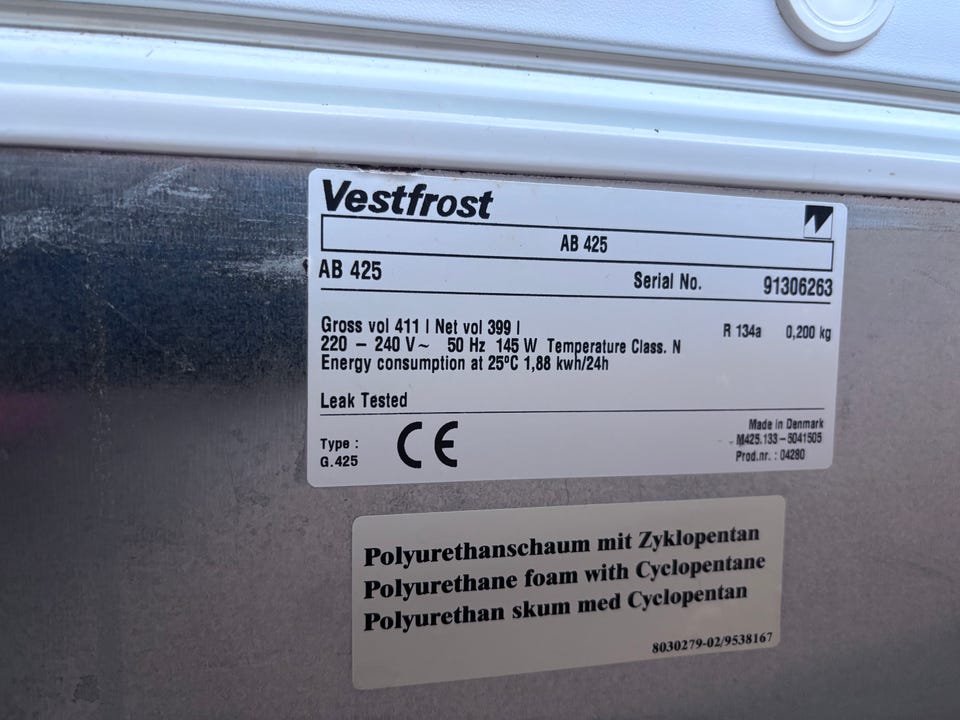 Vestfrost
AB 425
AB 425 Serial No. 91306263
Gross vol 411 l Net vol 399 l R 134a 0,200 kg
220 – 240 V~ 50 Hz 145 W Temperature Class. N
Energy consumption at 25ºC 1,88 kwh/24h
Leak Tested
Type :
G.425
CE
Made in Denmark
M425.133–5041505
Prod.nr. : 04280
Polyurethanschaum mit Zyklopentan
Polyurethane foam with Cyclopentane
Polyurethan skum med Cyclopentan
8030279-02/9538167